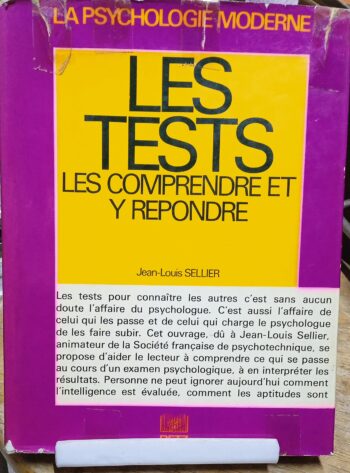 LA PSYCHOLOGIE MODERNE
LES
TESTS
LES COMPRENDRE ET
Y REPONDRE
Jean-Louis SELLIER
Les tests pour connaître les autres c'est sans aucun
doute l'affaire du psychologue. C'est aussi l'affaire de
celui qui les passe et de celui qui charge le psychologue
de les faire subir. Cet ouvrage, dû à Jean-Louis Sellier,
animateur de la Société française de psychotechnique, se
propose d'aider le lecteur à comprendre ce qui se passe
au cours d'un examen psychologique, à en interpréter les
résultats. Personne ne peut ignorer aujourd'hui comment
l'intelligence est évaluée, comment les aptitudes sont